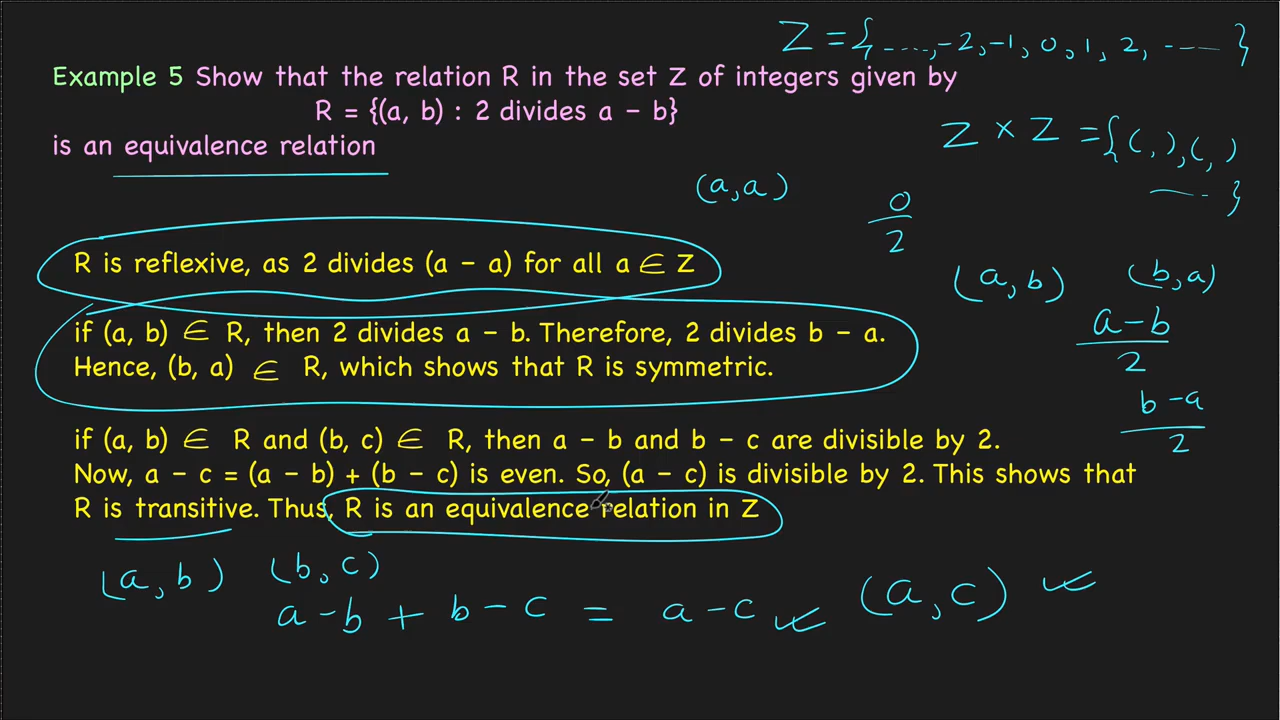 Z = {....., -2, -1, 0, 1, 2, ----- }
Example 5 Show that the relation R in the set Z of integers given by
R = {(a, b) : 2 divides a – b}
is an equivalence relation
Z × Z = {( , ), ( , )
----- }
(a, a)
0
2
R is reflexive, as 2 divides (a – a) for all a ∈ Z
(a, b) (b, a)
if (a, b) ∈ R, then 2 divides a – b. Therefore, 2 divides b – a.
Hence, (b, a) ∈ R, which shows that R is symmetric.
a – b
2
b – a
2
if (a, b) ∈ R and (b, c) ∈ R, then a – b and b – c are divisible by 2.
Now, a – c = (a – b) + (b – c) is even. So, (a – c) is divisible by 2. This shows that
R is transitive. Thus, R is an equivalence relation in Z
(a, b) (b, c)
a – b + b – c = a – c ✓ (a, c) ✓